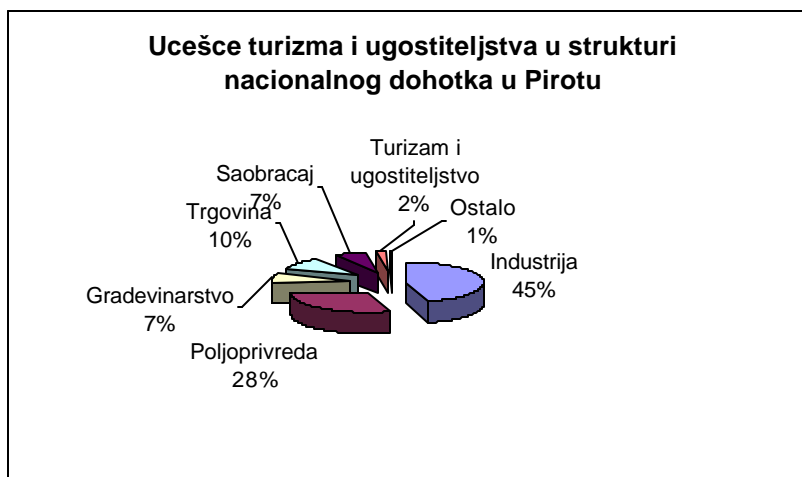 Ucešce turizma i ugostiteljstva u strukturi
nacionalnog dohotka u Pirotu
Turizam i
ugostiteljstvo
2%
Saobracaj
7%
Ostalo
1%
Trgovina
10%
Industrija
45%
Gradevinarstvo
7%
Poljoprivreda
28%